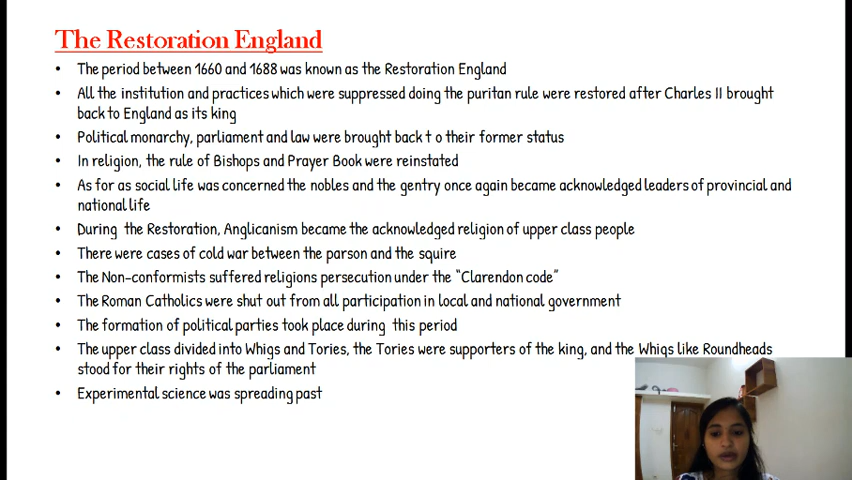 The Restoration England
• The period between 1660 and 1688 was known as the Restoration England
• All the institution and practices which were suppressed doing the puritan rule were restored after Charles II brought
back to England as its king
• Political monarchy, parliament and law were brought back t o their former status
• In religion, the rule of Bishops and Prayer Book were reinstated
• As for as social life was concerned the nobles and the gentry once again became acknowledged leaders of provincial and
national life
• During the Restoration, Anglicanism became the acknowledged religion of upper class people
• There were cases of cold war between the parson and the squire
• The Non-conformists suffered religions persecution under the “Clarendon code”
• The Roman Catholics were shut out from all participation in local and national government
• The formation of political parties took place during this period
• The upper class divided into Whigs and Tories, the Tories were supporters of the king, and the Whigs like Roundheads
stood for their rights of the parliament
• Experimental science was spreading past